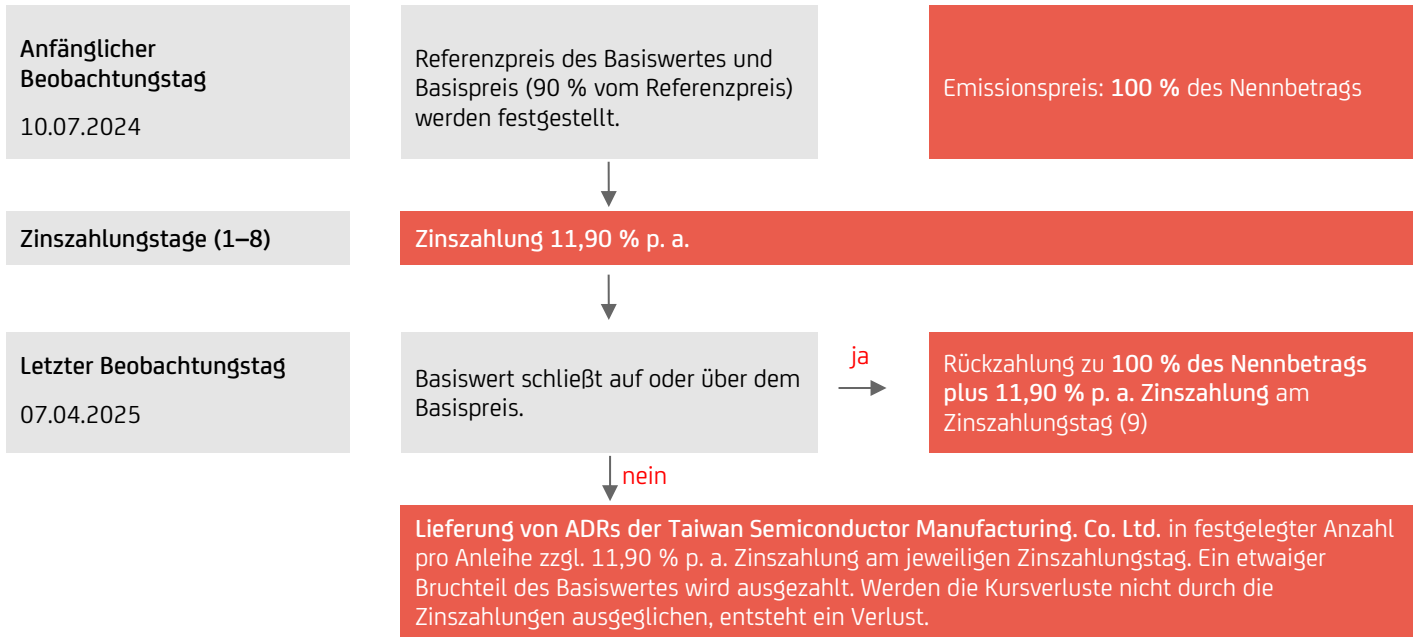 Anfänglicher
Beobachtungstag
10.07.2024
Referenzpreis des Basiswertes und
Basispreis (90 % vom Referenzpreis)
werden festgestellt.
Emissionspreis: 100 % des Nennbetrags
Zinszahlungstage (1–8)
Zinszahlung 11,90 % p. a.
Letzter Beobachtungstag
07.04.2025
Basiswert schließt auf oder über dem
Basispreis.
ja
Rückzahlung zu 100 % des Nennbetrags
plus 11,90 % p. a. Zinszahlung am
Zinszahlungstag (9)
nein
Lieferung von ADRs der Taiwan Semiconductor Manufacturing. Co. Ltd. in festgelegter Anzahl
pro Anleihe zzgl. 11,90 % p. a. Zinszahlung am jeweiligen Zinszahlungstag. Ein etwaiger
Bruchteil des Basiswertes wird ausgezahlt. Werden die Kursverluste nicht durch die
Zinszahlungen ausgeglichen, entsteht ein Verlust.